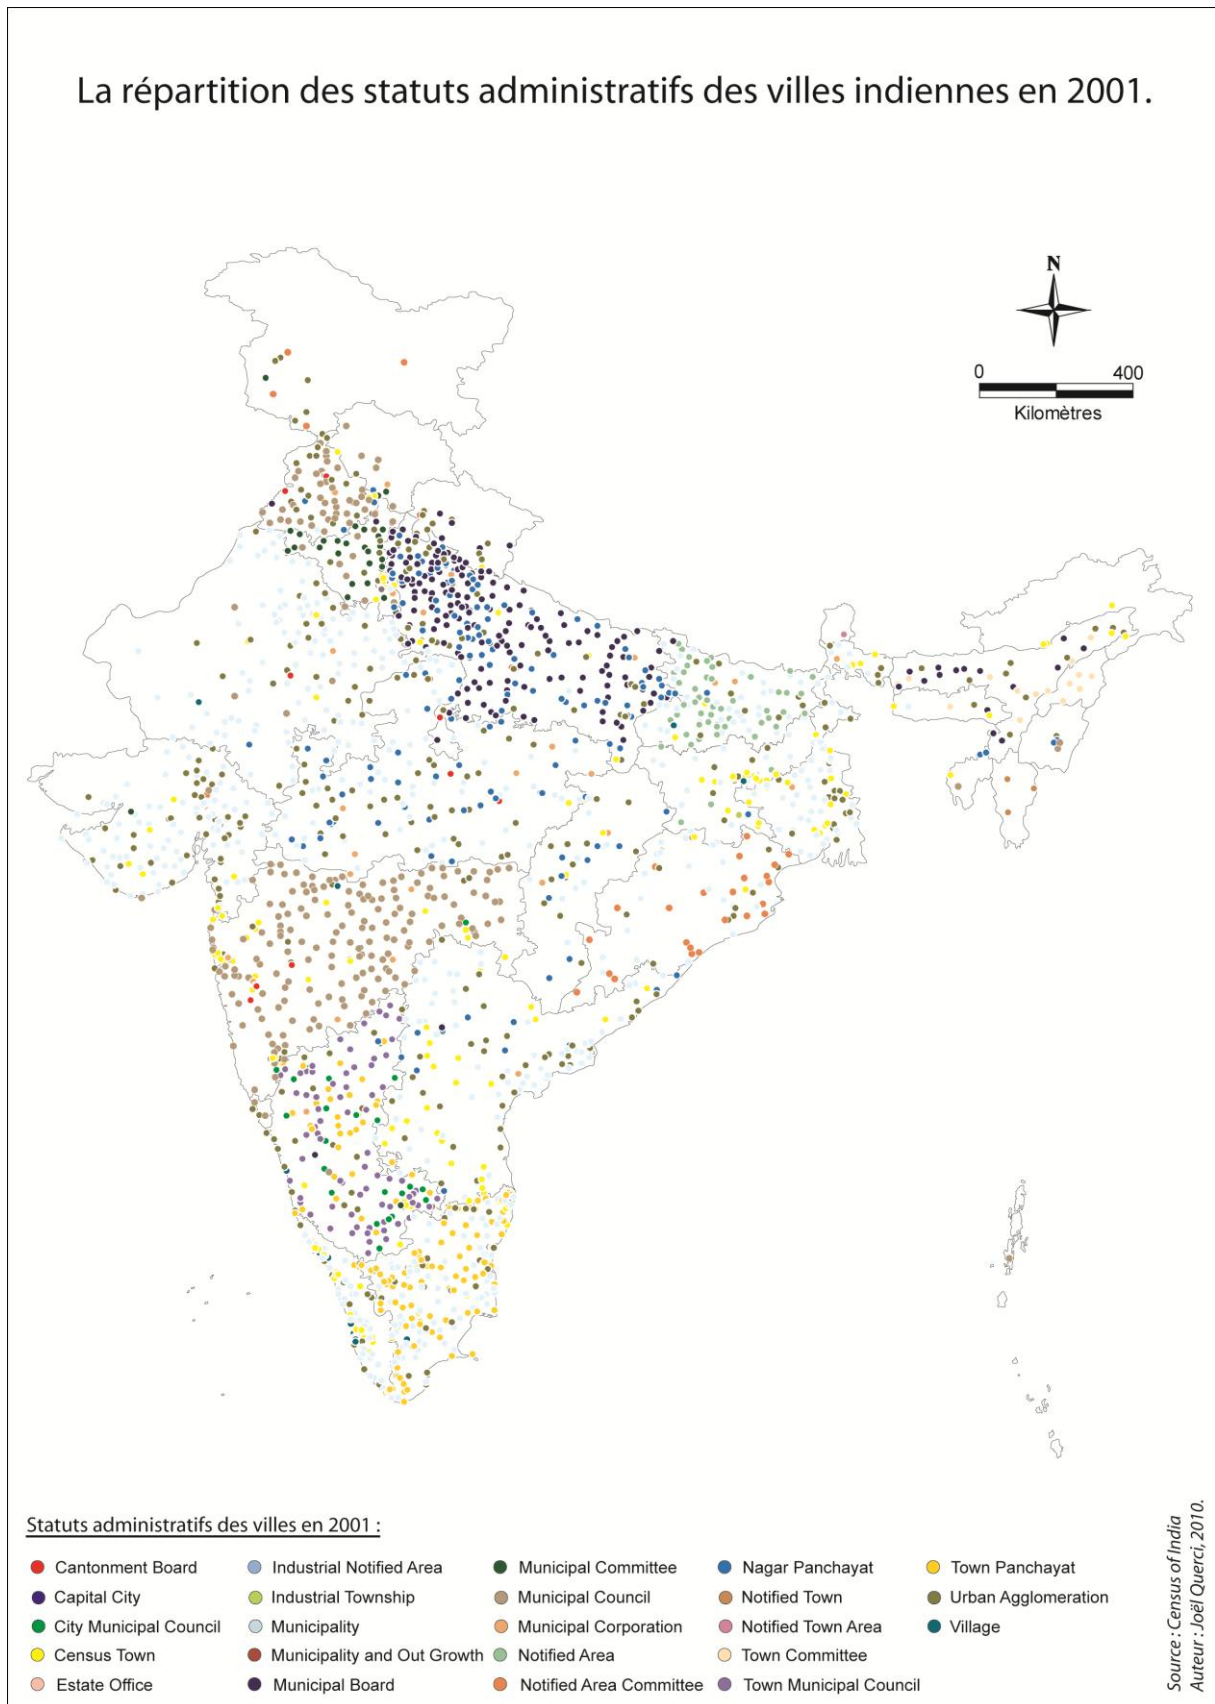 La répartition des statuts administratifs des villes indiennes en 2001.
N
0 400
Kilomètres
Statuts administratifs des villes en 2001 :
Cantonment Board
Capital City
City Municipal Council
Census Town
Estate Office
Industrial Notified Area
Industrial Township
Municipality
Municipality and Out Growth
Municipal Board
Municipal Committee
Municipal Council
Municipal Corporation
Notified Area
Notified Area Committee
Nagar Panchayat
Notified Town
Notified Town Area
Town Committee
Town Municipal Council
Town Panchayat
Urban Agglomeration
Village
Source : Census of India
Auteur : Joël Querci, 2010.